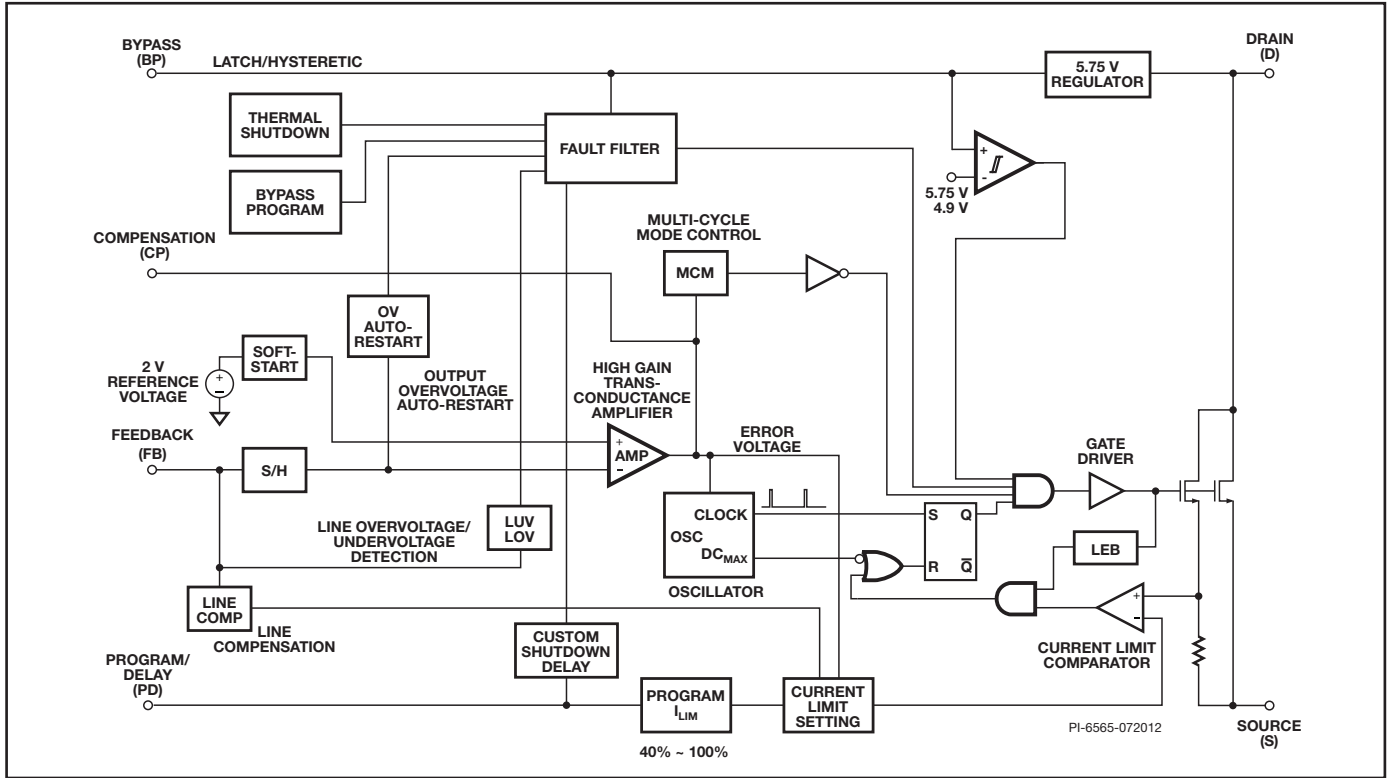 BYPASS
(BP)
LATCH/HYSTERETIC
DRAIN
(D)
5.75 V
REGULATOR
THERMAL
SHUTDOWN
FAULT FILTER
+
-
5.75 V
4.9 V
BYPASS
PROGRAM
MULTI-CYCLE
MODE CONTROL
COMPENSATION
(CP)
MCM
OV
AUTO-
RESTART
SOFT-
START
2 V
REFERENCE
VOLTAGE
+
−
OUTPUT
OVERVOLTAGE
AUTO-RESTART
HIGH GAIN
TRANS-
CONDUCTANCE
AMPLIFIER
FEEDBACK
(FB)
S/H
+
AMP
−
ERROR
VOLTAGE
GATE
DRIVER
CLOCK
OSC
DCMAX
OSCILLATOR
S Q
R Q̅
LINE OVERVOLTAGE/
UNDERVOLTAGE
DETECTION
LUV
LOV
LEB
LINE
COMP
LINE
COMPENSATION
+
−
CURRENT LIMIT
COMPARATOR
CUSTOM
SHUTDOWN
DELAY
PROGRAM/
DELAY
(PD)
PROGRAM
ILIM
40% ~ 100%
CURRENT
LIMIT
SETTING
PI-6565-072012
SOURCE
(S)